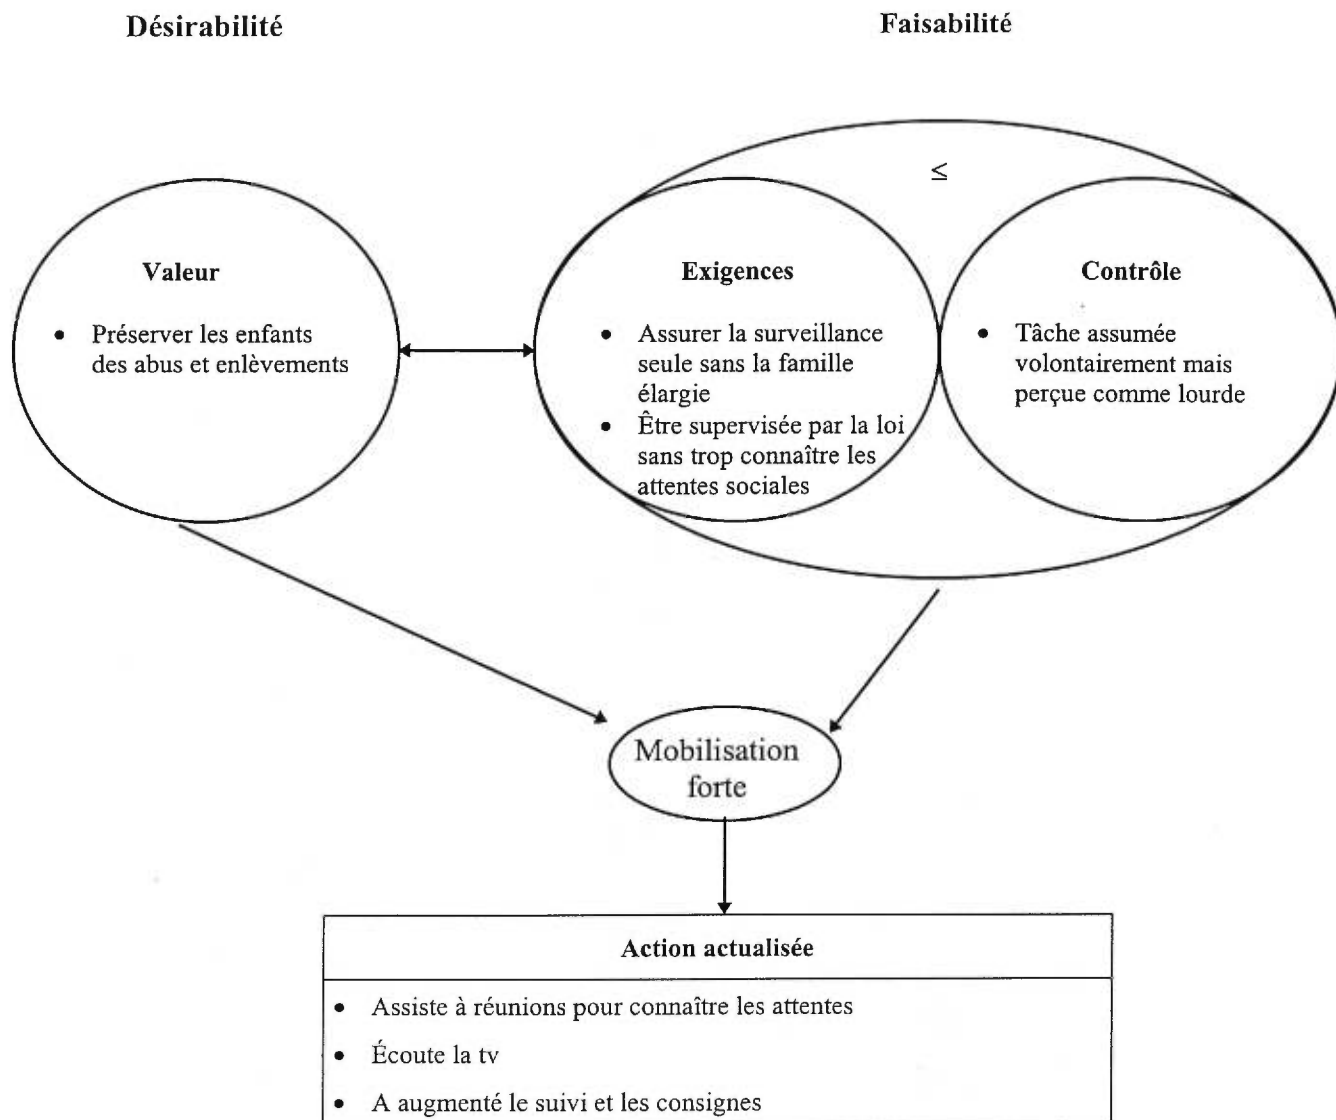 Désirabilité
Faisabilité
≤
Valeur
• Préserver les enfants
des abus et enlèvements
Exigences
• Assurer la surveillance
seule sans la famille
élargie
• Être supervisée par la loi
sans trop connaître les
attentes sociales
Contrôle
• Tâche assumée
volontairement mais
perçue comme lourde
Mobilisation
forte
Action actualisée
• Assiste à réunions pour connaître les attentes
• Écoute la tv
• A augmenté le suivi et les consignes